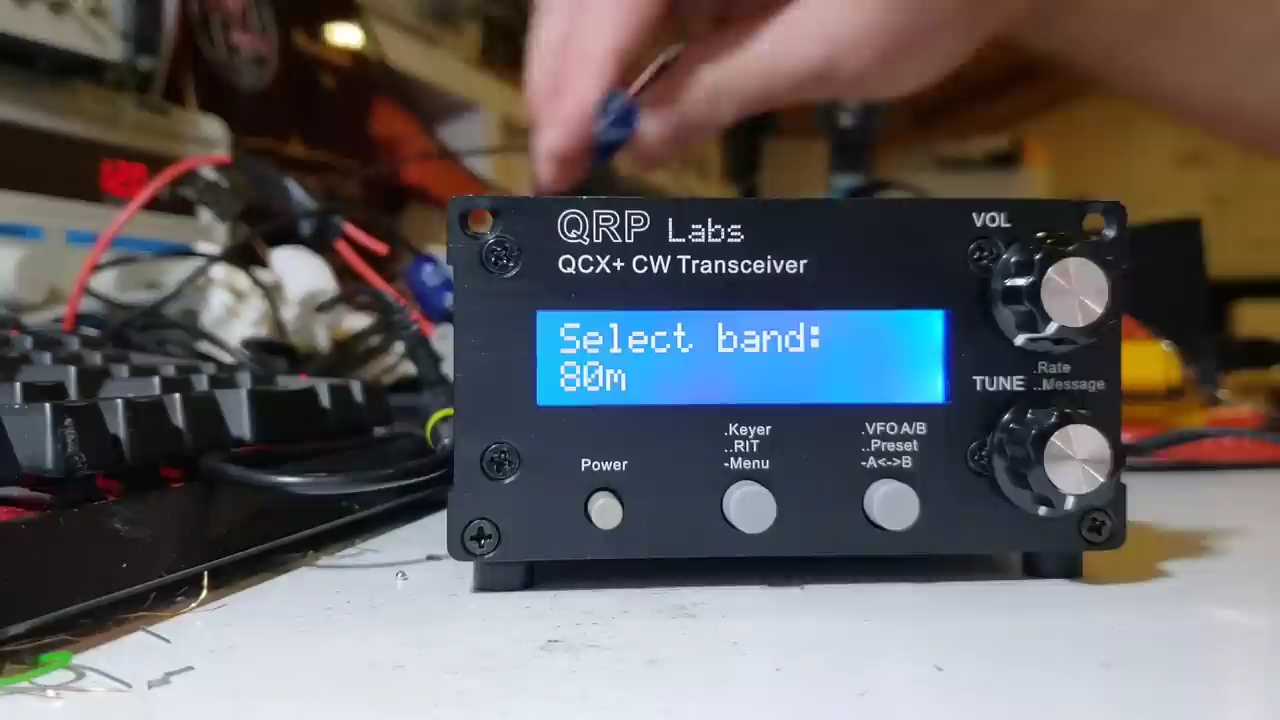 QRP Labs
QCX+ CW Transceiver
VOL
Select band:
80m
TUNE
.Rate
..Message
.Keyer
..RIT
-Menu
.VFO A/B
..Preset
-A<->B
Power